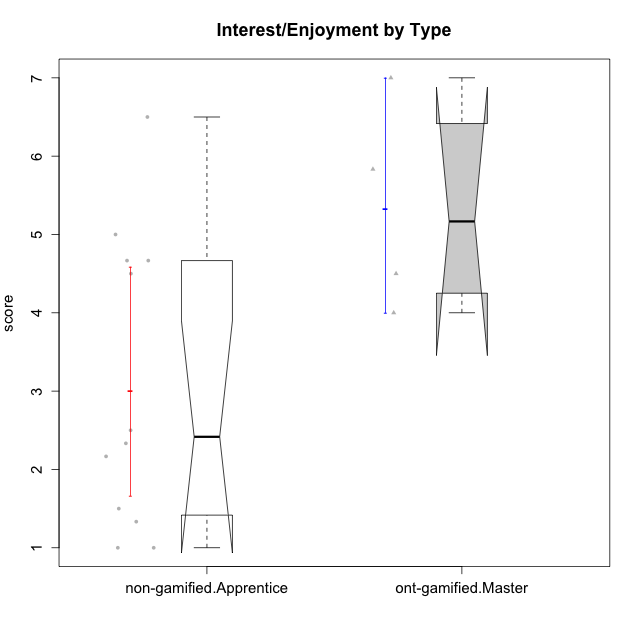 Interest/Enjoyment by Type
7
6
5
4
3
2
1
score
non-gamified.Apprentice
ont-gamified.Master